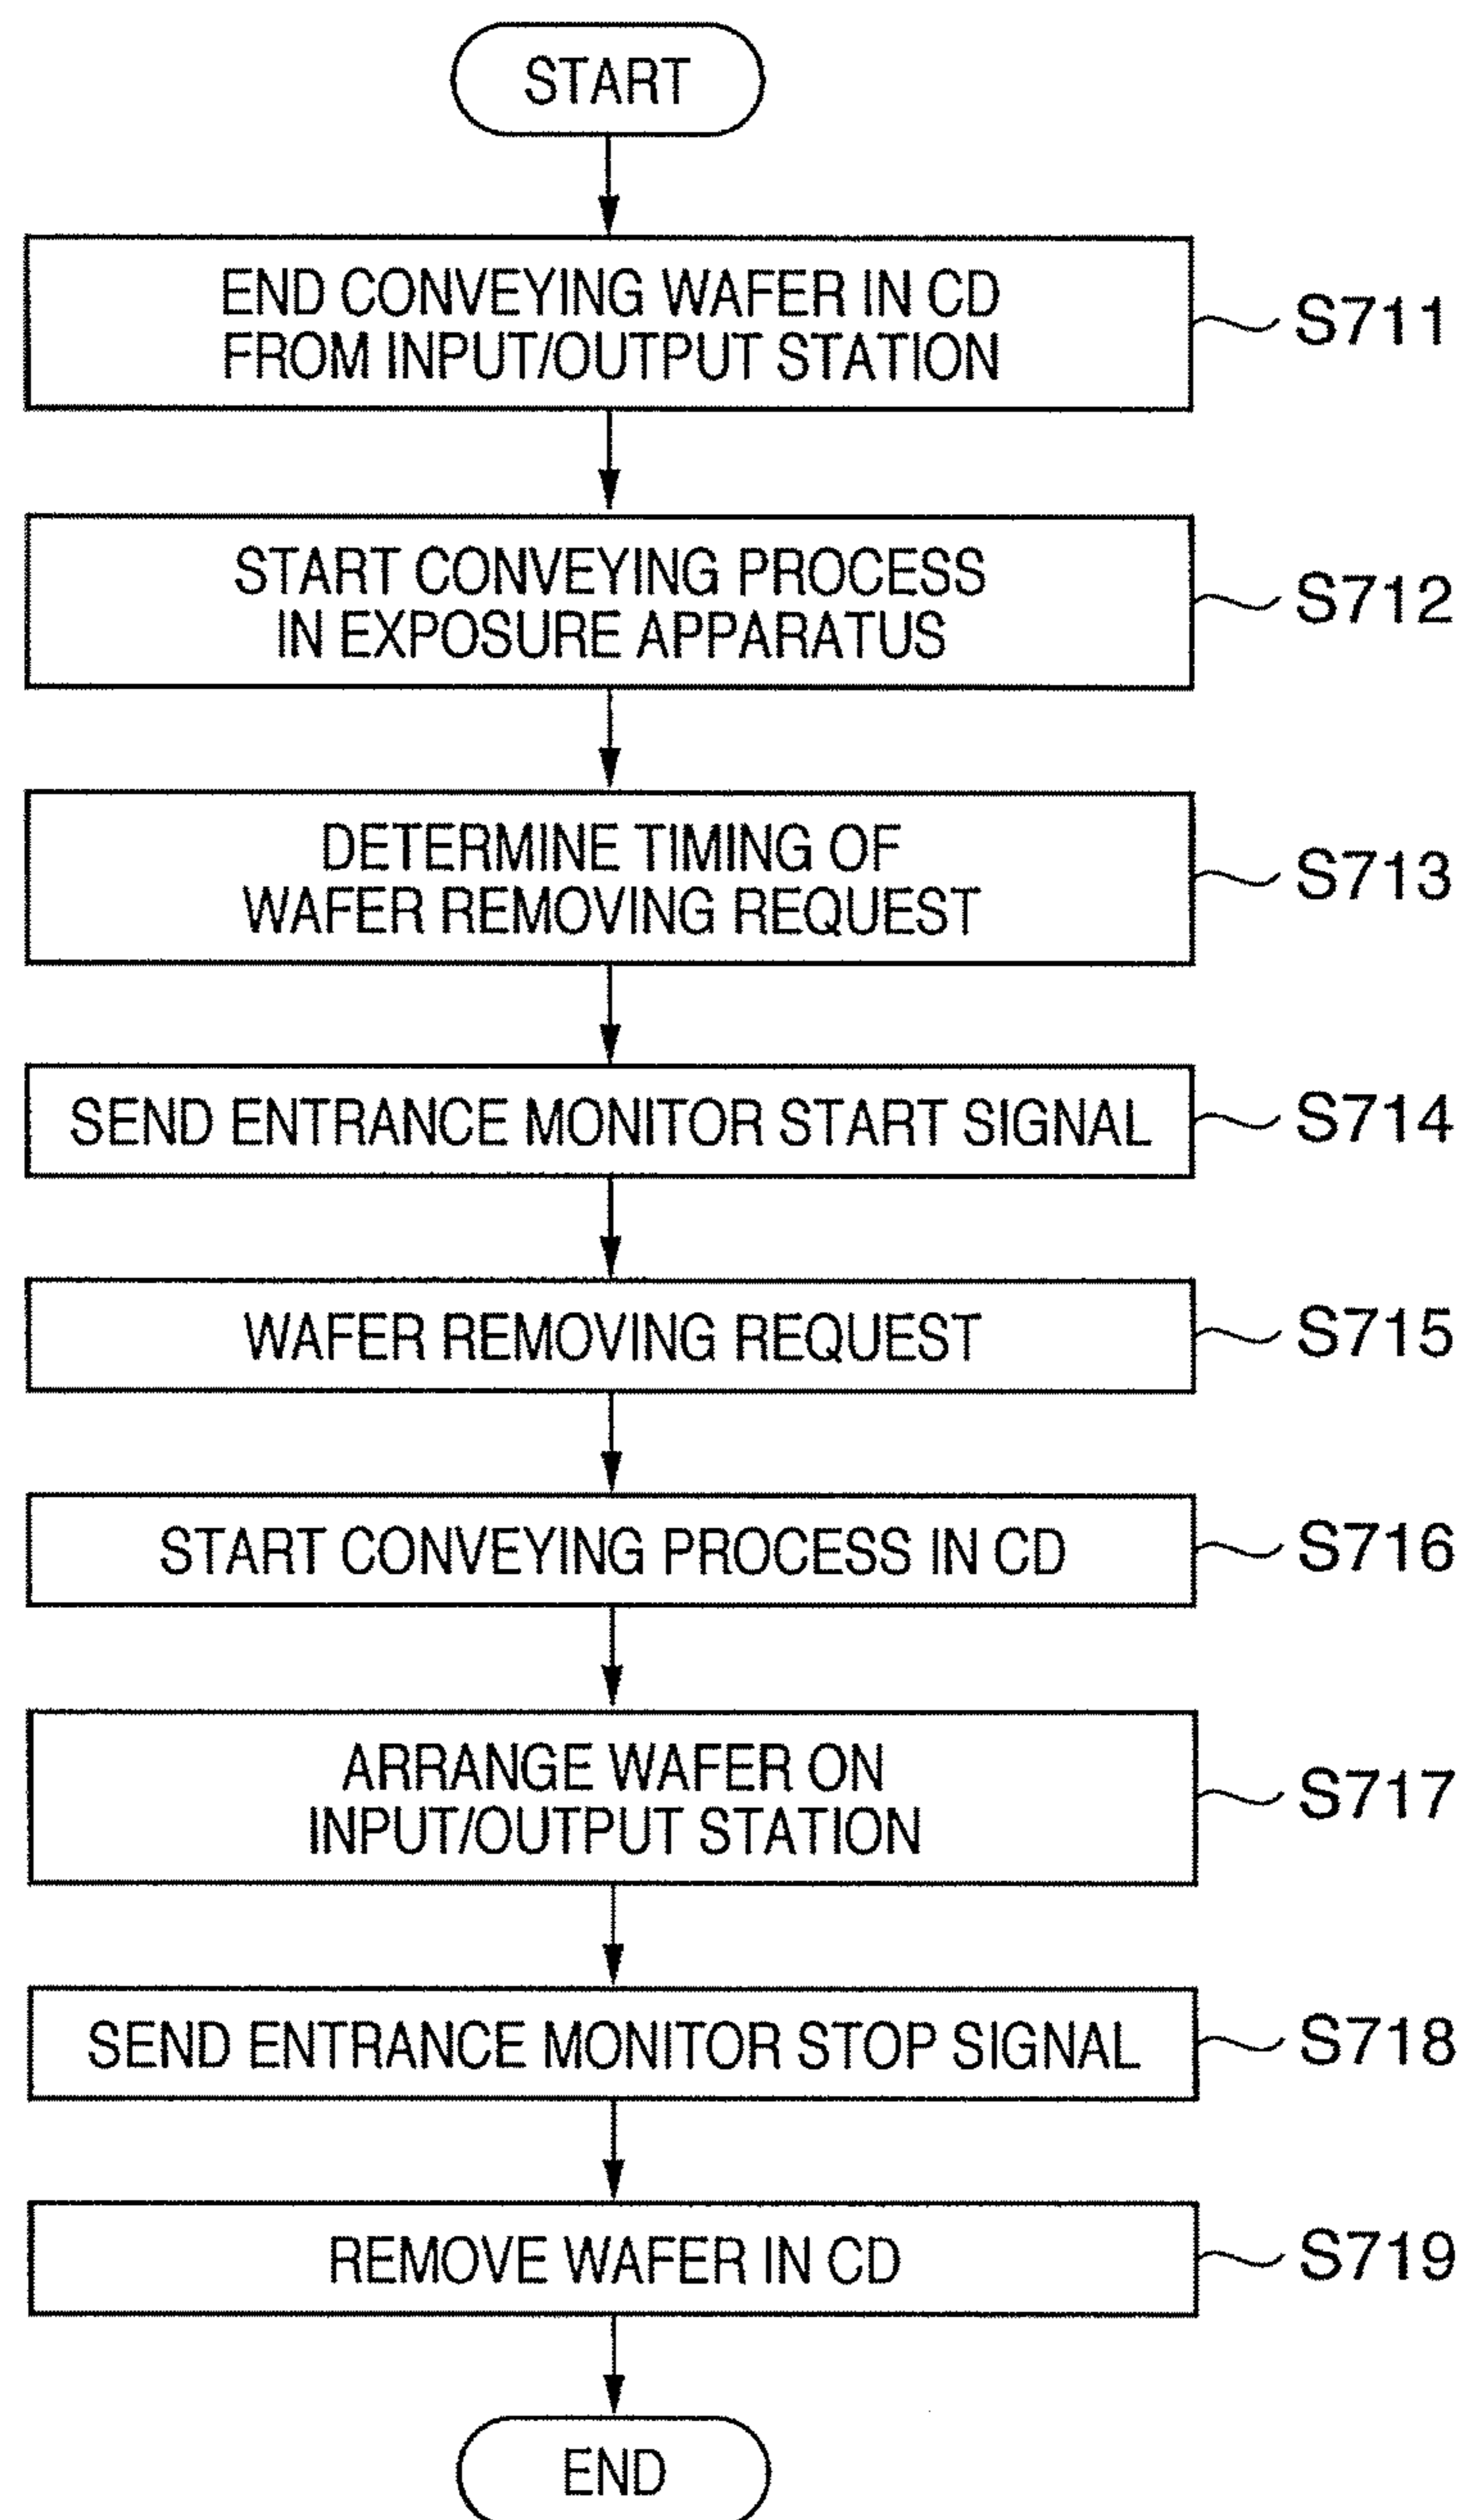 START
END CONVEYING WAFER IN CD
FROM INPUT/OUTPUT STATION
S711
START CONVEYING PROCESS
IN EXPOSURE APPARATUS
S712
DETERMINE TIMING OF
WAFER REMOVING REQUEST
S713
SEND ENTRANCE MONITOR START SIGNAL
S714
WAFER REMOVING REQUEST
S715
START CONVEYING PROCESS IN CD
S716
ARRANGE WAFER ON
INPUT/OUTPUT STATION
S717
SEND ENTRANCE MONITOR STOP SIGNAL
S718
REMOVE WAFER IN CD
S719
END